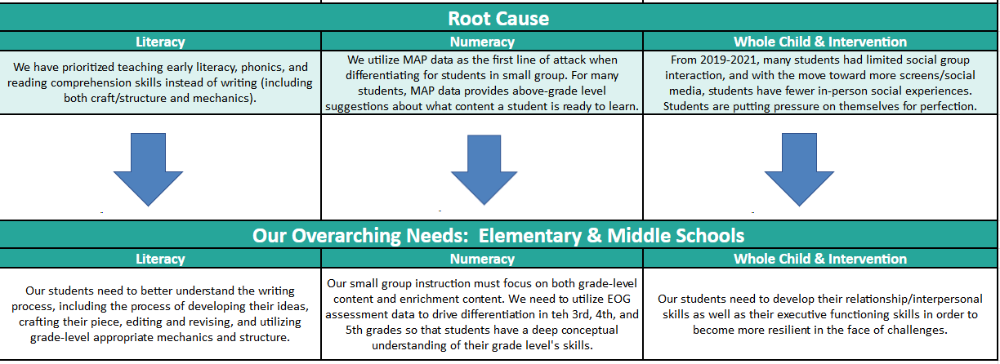 Root Cause
Literacy
Numeracy
Whole Child & Intervention
We have prioritized teaching early literacy, phonics, and
reading comprehension skills instead of writing (including
both craft/structure and mechanics).
We utilize MAP data as the first line of attack when
differentiating for students in small group. For many
students, MAP data provides above-grade level
suggestions about what content a student is ready to learn.
From 2019-2021, many students had limited social group
interaction, and with the move toward more screens/social
media, students have fewer in-person social experiences.
Students are putting pressure on themselves for perfection.
Our Overarching Needs:  Elementary & Middle Schools
Literacy
Numeracy
Whole Child & Intervention
Our students need to better understand the writing
process, including the process of developing their ideas,
crafting their piece, editing and revising, and utilizing
grade-level appropriate mechanics and structure.
Our small group instruction must focus on both grade-level
content and enrichment content. We need to utilize EOG
assessment data to drive differentiation in teh 3rd, 4th, and
5th grades so that students have a deep conceptual
understanding of their grade level's skills.
Our students need to develop their relationship/interpersonal
skills as well as their executive functioning skills in order to
become more resilient in the face of challenges.